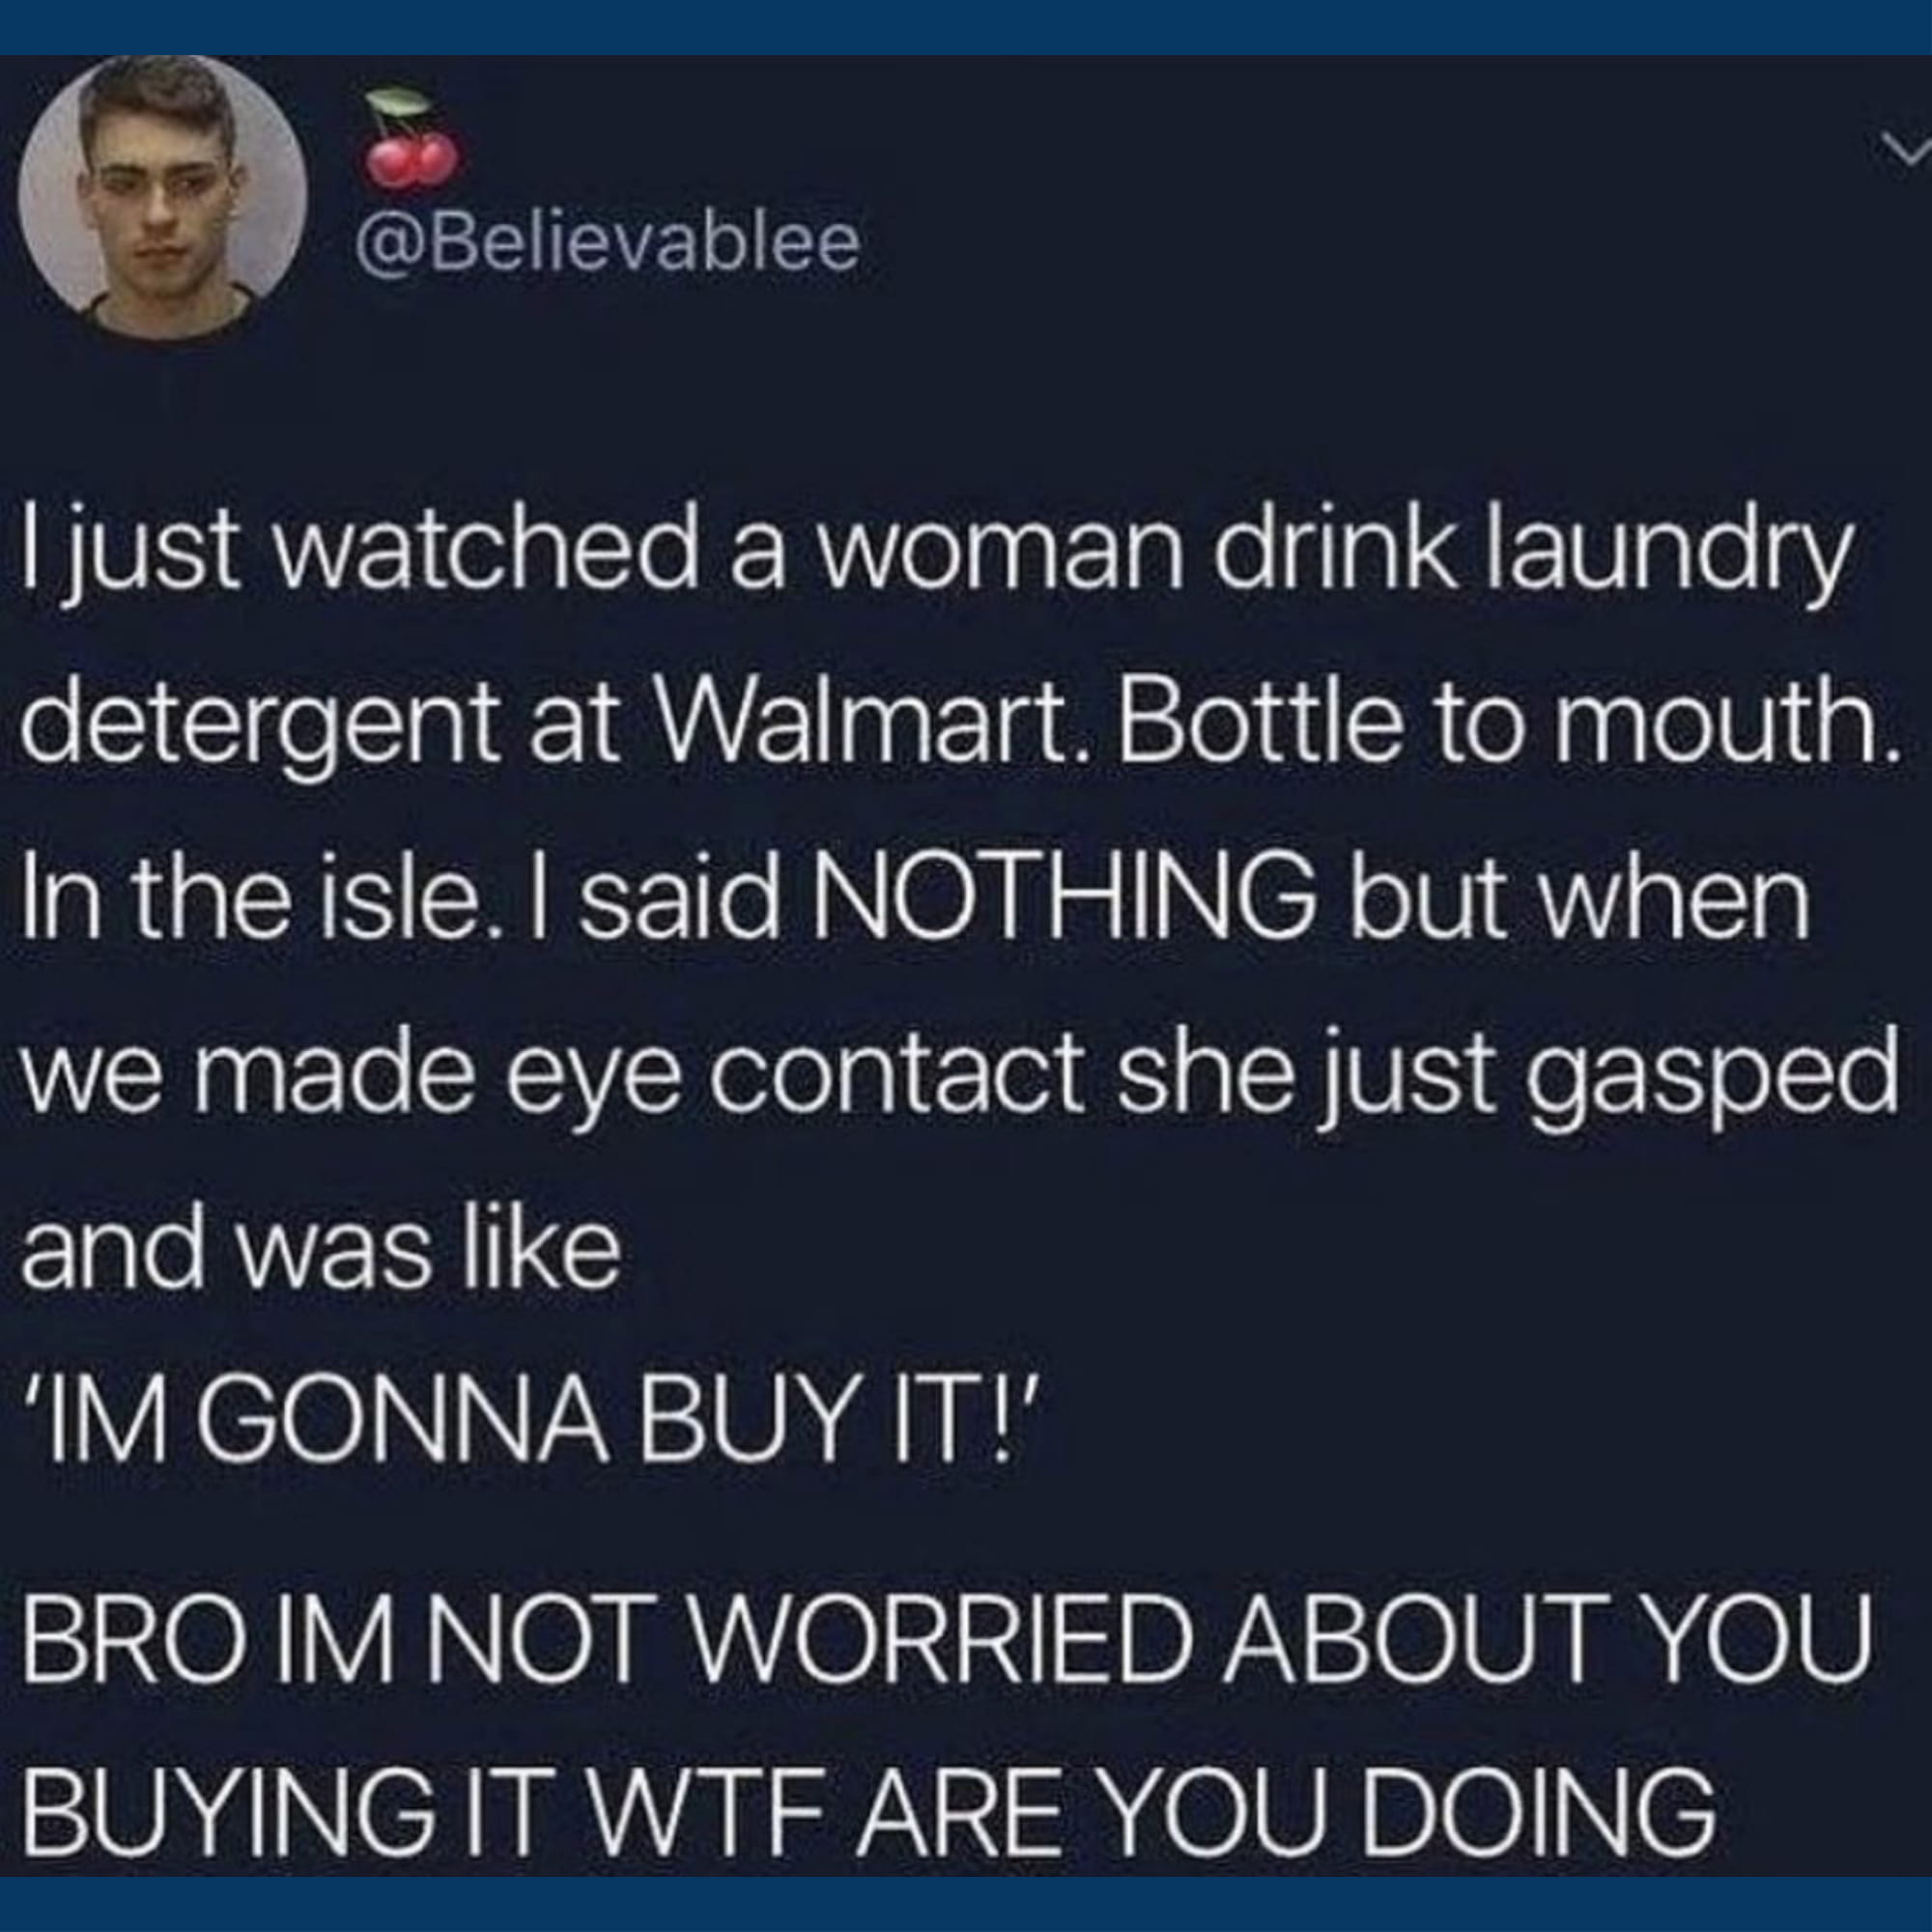 🍒
@Believablee
I just watched a woman drink laundry
detergent at Walmart. Bottle to mouth.
In the isle. I said NOTHING but when
we made eye contact she just gasped
and was like
‘IM GONNA BUY IT!’
BRO IM NOT WORRIED ABOUT YOU
BUYING IT WTF ARE YOU DOING